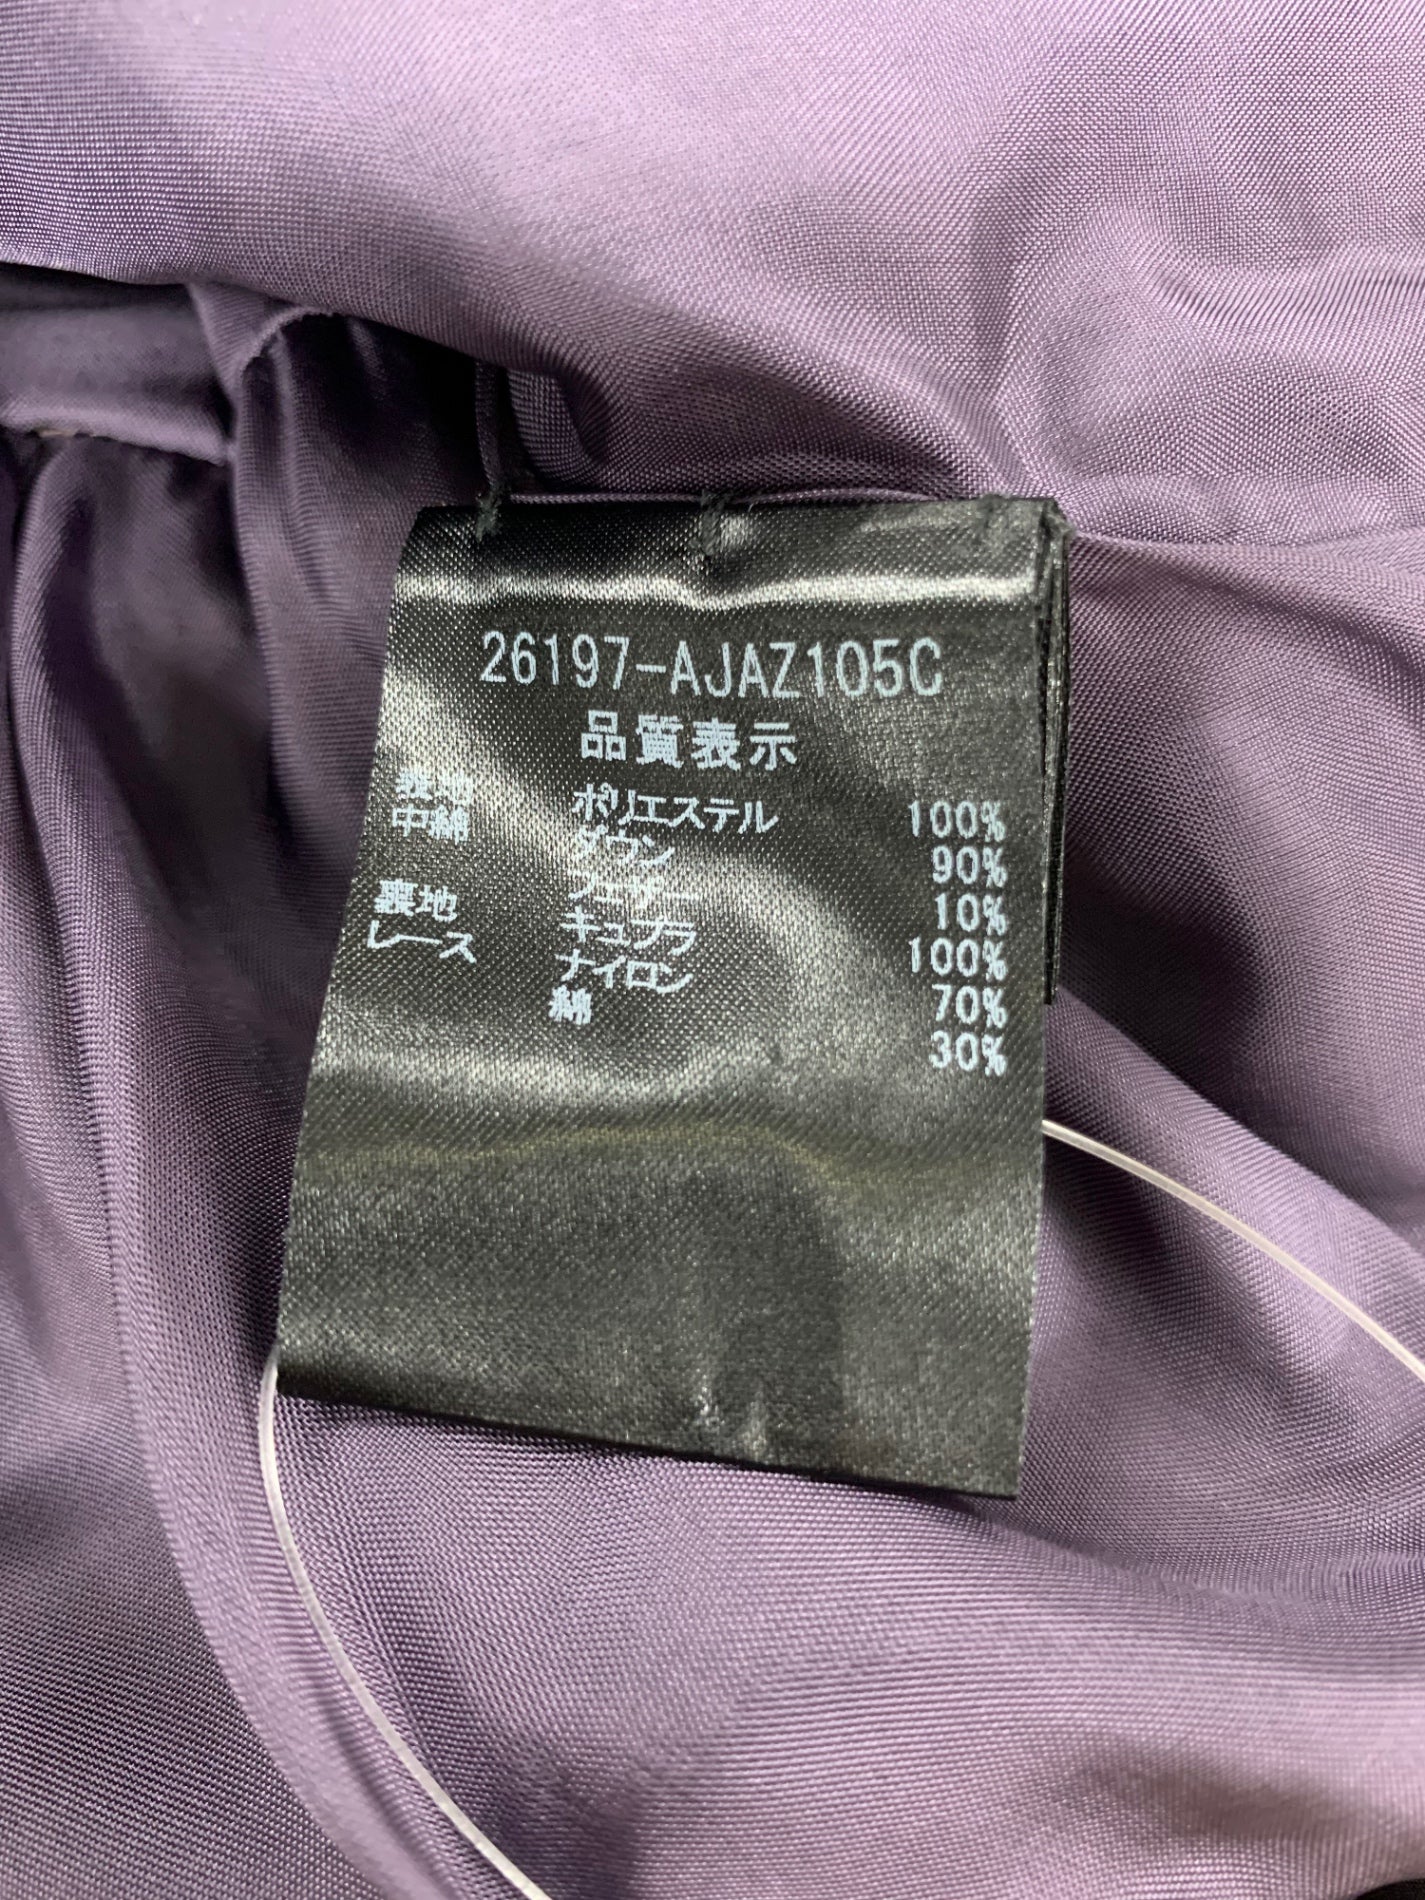 26197-AJAZ105C
品質表示
表地 ポリエステル 100%
中綿 ダウン 90%
フェザー 10%
裏地 キュプラ 100%
レース ナイロン 70%
綿 30%